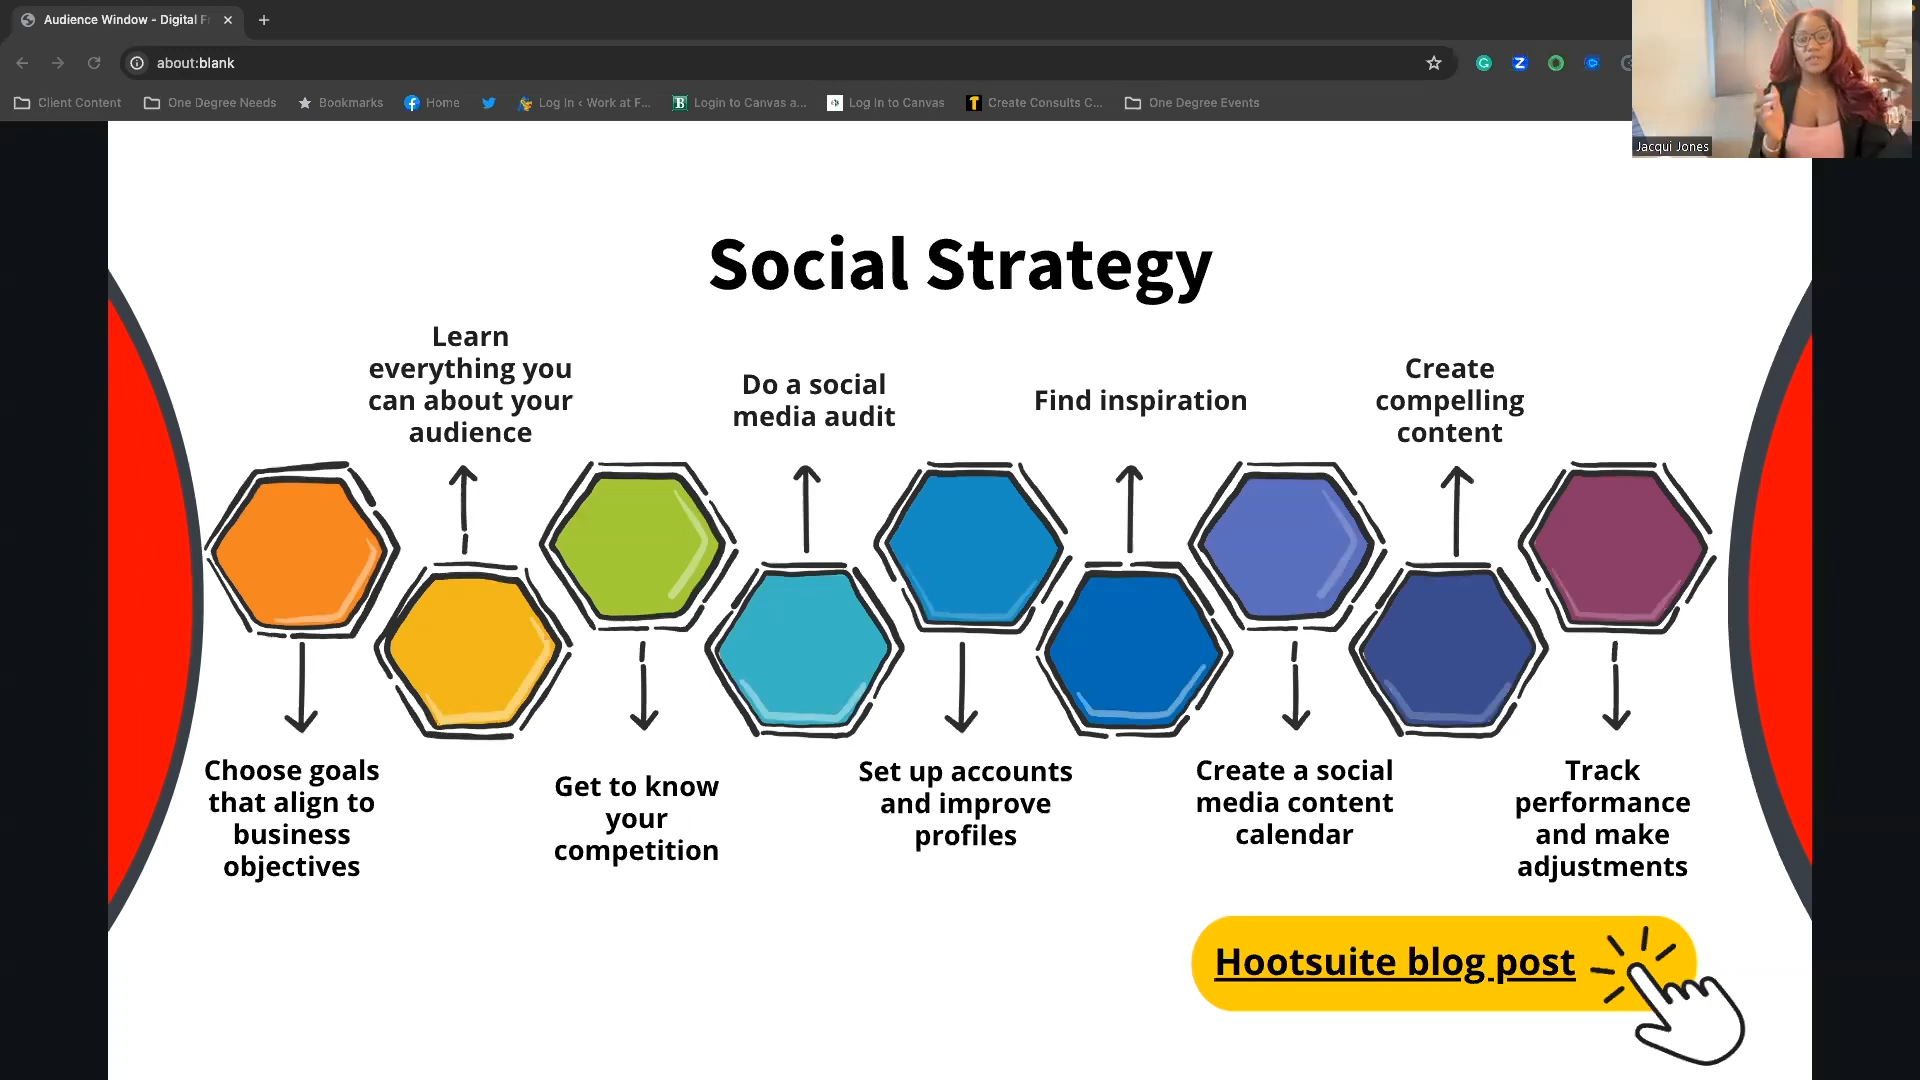 Audience Window - Digital Fr
about:blank
Client Content
One Degree Needs
Bookmarks
Home
Log In ‹ Work at F...
Login to Canvas a...
Log In to Canvas
Create Consults C...
One Degree Events
Jacqui Jones
Social Strategy
Learn
everything you
can about your
audience
Do a social
media audit
Find inspiration
Create
compelling
content
Choose goals
that align to
business
objectives
Get to know
your
competition
Set up accounts
and improve
profiles
Create a social
media content
calendar
Track
performance
and make
adjustments
Hootsuite blog post